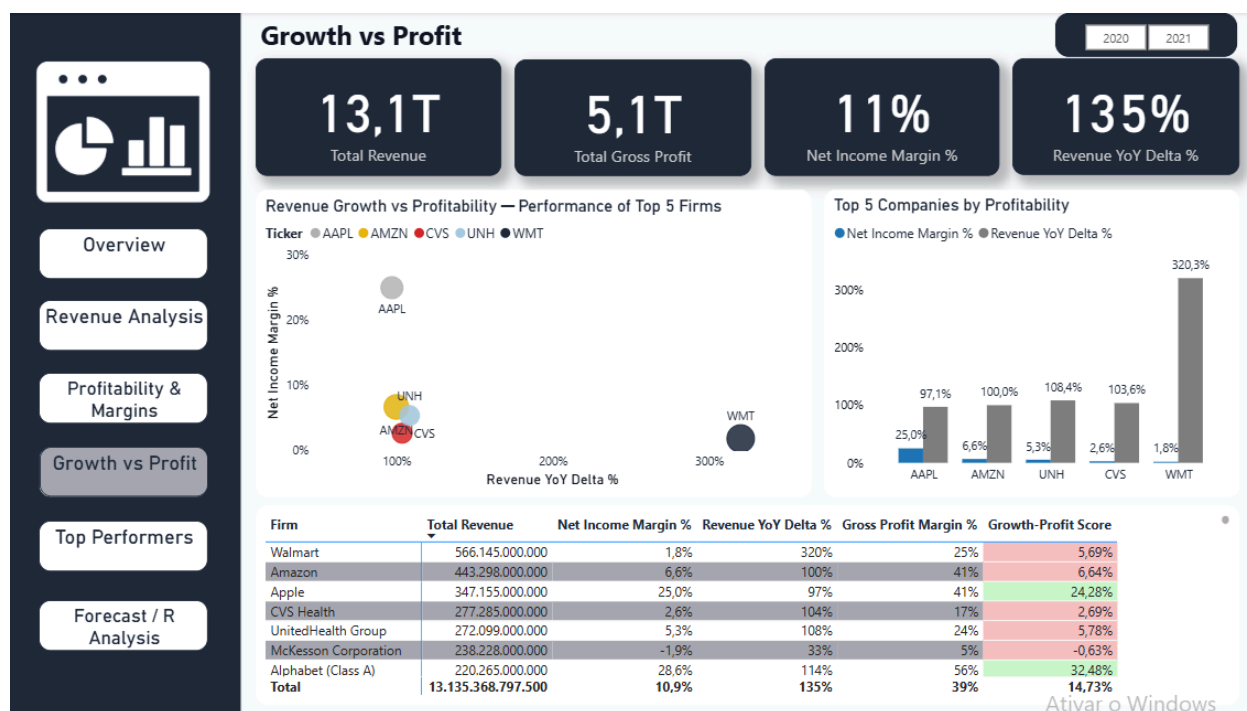 Growth vs Profit
2020 2021
13,1T
Total Revenue
5,1T
Total Gross Profit
11%
Net Income Margin %
135%
Revenue YoY Delta %
Overview
Revenue Analysis
Profitability &
Margins
Growth vs Profit
Top Performers
Forecast / R
Analysis
Revenue Growth vs Profitability — Performance of Top 5 Firms
Ticker AAPL AMZN CVS UNH WMT
Net Income Margin %
30%
20%
10%
0%
AAPL
UNH
AMZN
CVS
WMT
100% 200% 300%
Revenue YoY Delta %
Top 5 Companies by Profitability
Net Income Margin % Revenue YoY Delta %
300%
200%
100%
0%
25,0% 97,1% 6,6% 100,0% 5,3% 108,4% 2,6% 103,6% 1,8% 320,3%
AAPL AMZN UNH CVS WMT
Firm Total Revenue Net Income Margin % Revenue YoY Delta % Gross Profit Margin % Growth-Profit Score
Walmart 566.145.000.000 1,8% 320% 25% 5,69%
Amazon 443.298.000.000 6,6% 100% 41% 6,64%
Apple 347.155.000.000 25,0% 97% 41% 24,28%
CVS Health 277.285.000.000 2,6% 104% 17% 2,69%
UnitedHealth Group 272.099.000.000 5,3% 108% 24% 5,78%
McKesson Corporation 238.228.000.000 -1,9% 33% 5% -0,63%
Alphabet (Class A) 220.265.000.000 28,6% 114% 56% 32,48%
Total 13.135.368.797.500 10,9% 135% 39% 14,73%
Ativar o Windows